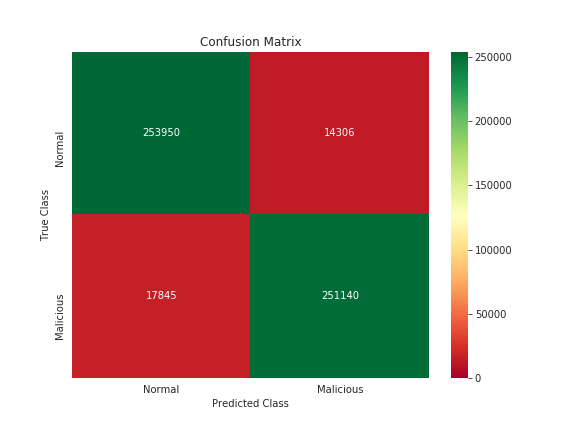 Confusion Matrix
Normal
253950
14306
True Class
Malicious
17845
251140
Normal
Malicious
Predicted Class
250000
200000
150000
100000
50000
0